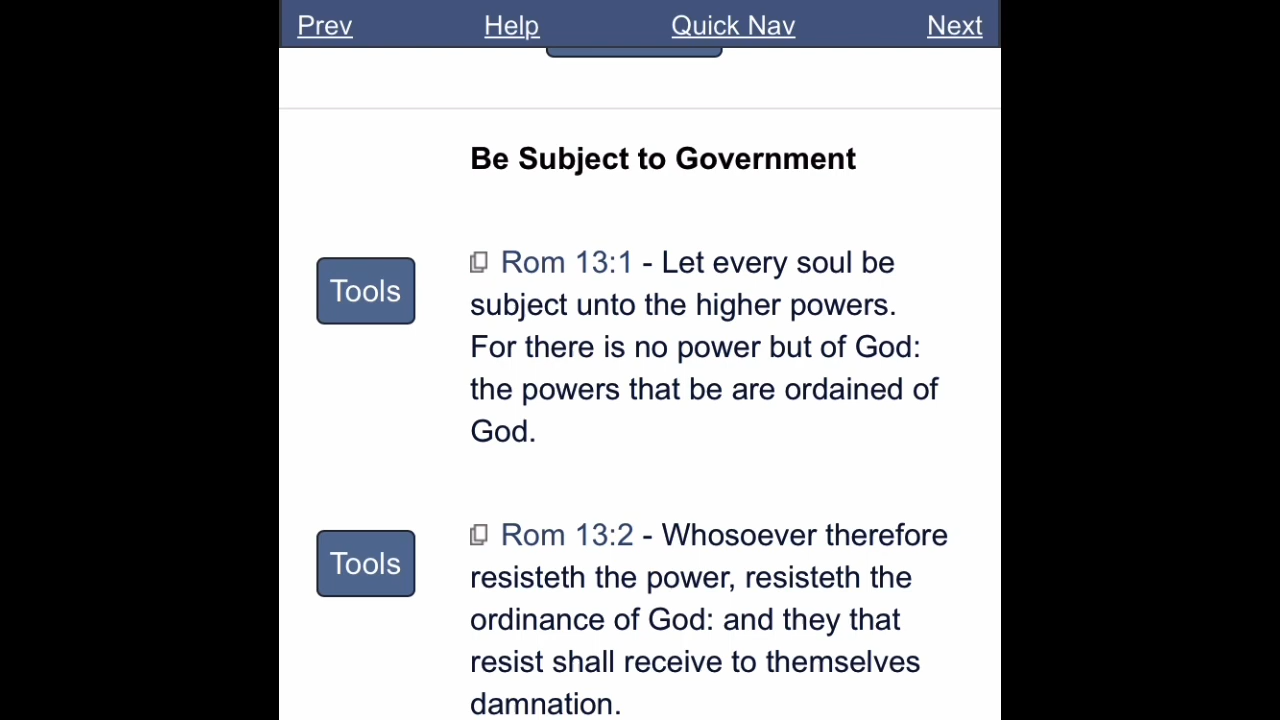 Prev Help Quick Nav Next
Be Subject to Government
Tools
Rom 13:1 - Let every soul be
subject unto the higher powers.
For there is no power but of God:
the powers that be are ordained of
God.
Tools
Rom 13:2 - Whosoever therefore
resisteth the power, resisteth the
ordinance of God: and they that
resist shall receive to themselves
damnation.